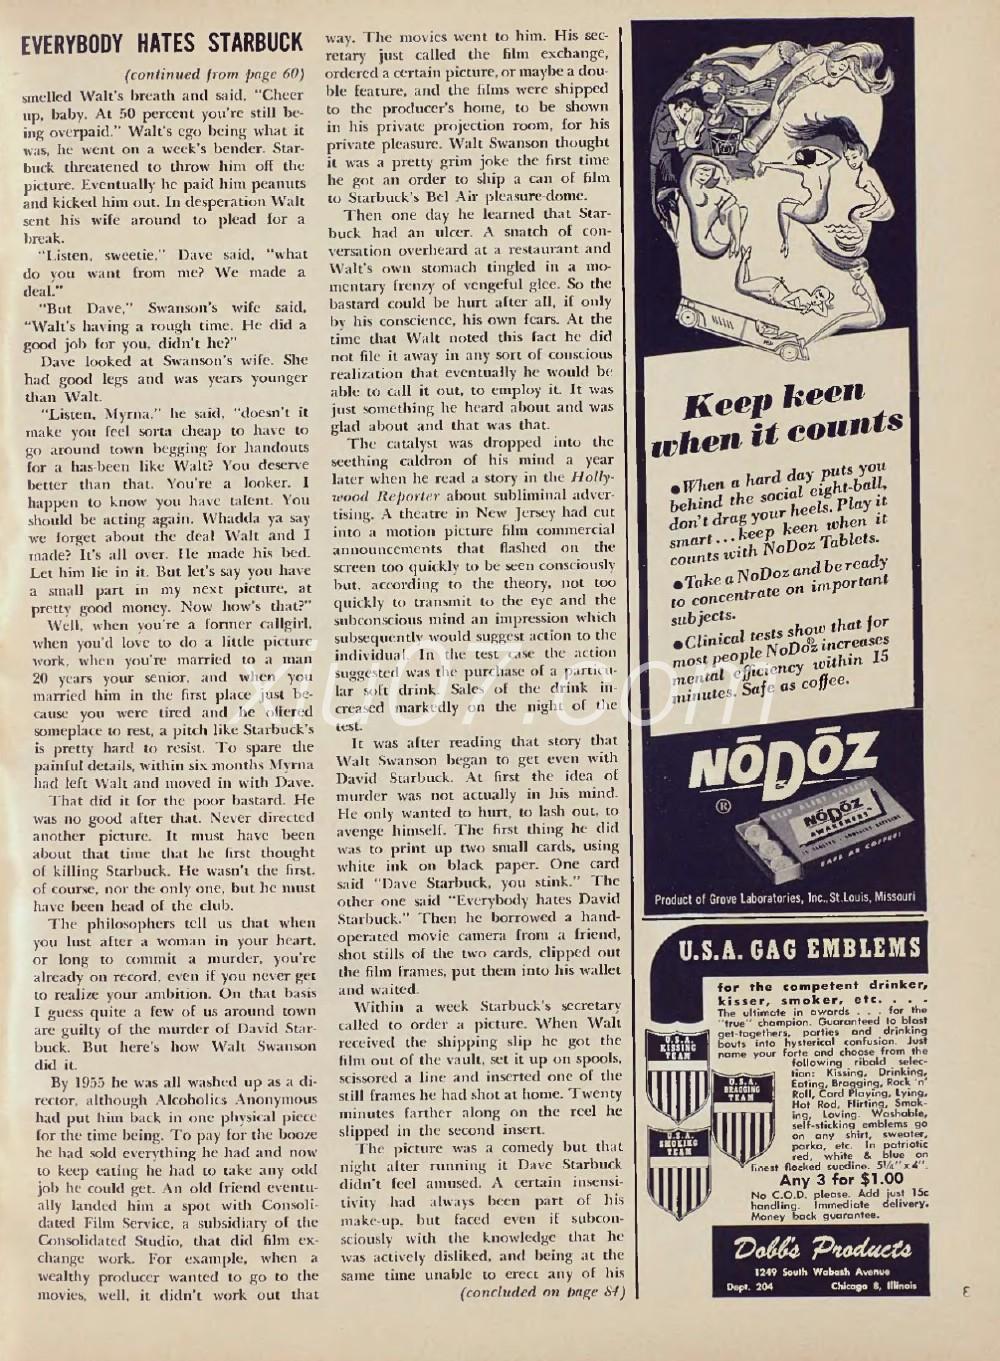 EVERYBODY HATES STARBUCK
(continued from page 60)
smelled Walt's breath and said, "Cheer
up, baby. At 50 percent you're still be-
ing overpaid." Walt's ego being what it
was, he went on a week's bender. Star-
buck threatened to throw him off the
picture. Eventually he paid him peanuts
and kicked him out. In desperation Walt
sent his wife around to plead for a
break.
"Listen, sweetie," Dave said, "what
do you want from me? We made a
deal."
"But Dave," Swanson's wife said,
"Walt's having a rough time. He did a
good job for you, didn't he?"
Dave looked at Swanson's wife. She
had good legs and was years younger
than Walt.
"Listen, Myrna," he said, "doesn't it
make you feel sorta cheap to have to
go around town begging for handouts
for a has-been like Walt? You deserve
better than that. You're a looker. I
happen to know you have talent. You
should be acting again. Whadda ya say
we forget about the deal Walt and I
made? It's all over. He made his bed.
Let him lie in it. But let's say you have
a small part in my next picture, at
pretty good money. Now how's that?"
Well, when you're a former callgirl,
when you'd love to do a little picture
work, when you're married to a man
20 years your senior, and when you
married him in the first place just be-
cause you were tired and he offered
someplace to rest, a pitch like Starbuck's
is pretty hard to resist. To spare the
painful details, within six months Myrna
had left Walt and moved in with Dave.
That did it for the poor bastard. He
was no good after that. Never directed
another picture. It must have been
about that time that he first thought
of killing Starbuck. He wasn't the first,
of course, nor the only one, but he must
have been head of the club.
The philosophers tell us that when
you lust after a woman in your heart,
or long to commit a murder, you're
already on record, even if you never get
to realize your ambition. On that basis
I guess quite a few of us around town
are guilty of the murder of David Star-
buck. But here's how Walt Swanson
did it.
By 1955 he was all washed up as a di-
rector, although Alcoholics Anonymous
had put him back in one physical piece
for the time being. To pay for the booze
he had sold everything he had and now
to keep eating he had to take any odd
job he could get. An old friend eventu-
ally landed him a spot with Consoli-
dated Film Service, a subsidiary of the
Consolidated Studio, that did film ex-
change work. For example, when a
wealthy producer wanted to go to the
movies, well, it didn't work out that
way. The movies went to him. His sec-
retary just called the film exchange,
ordered a certain picture, or maybe a dou-
ble feature, and the films were shipped
to the producer's home, to be shown
in his private projection room, for his
private pleasure. Walt Swanson thought
it was a pretty grim joke the first time
he got an order to ship a can of film
to Starbuck's Bel Air pleasure-dome.
Then one day he learned that Star-
buck had an ulcer. A snatch of con-
versation overheard at a restaurant and
Walt's own stomach tingled in a mo-
mentary frenzy of vengeful glee. So the
bastard could be hurt after all, if only
by his conscience, his own fears. At the
time that Walt noted this fact he did
not file it away in any sort of conscious
realization that eventually he would be
able to call it out, to employ it. It was
just something he heard about and was
glad about and that was that.
The catalyst was dropped into the
seething caldron of his mind a year
later when he read a story in the Holly-
wood Reporter about subliminal adver-
tising. A theatre in New Jersey had cut
into a motion picture film commercial
announcements that flashed on the
screen too quickly to be seen consciously
but, according to the theory, not too
quickly to transmit to the eye and the
subconscious mind an impression which
subsequently would suggest action to the
individual. In the test case the action
suggested was the purchase of a particu-
lar soft drink. Sales of the drink in-
creased markedly on the night of the
test.
It was after reading that story that
Walt Swanson began to get even with
David Starbuck. At first the idea of
murder was not actually in his mind.
He only wanted to hurt, to lash out, to
avenge himself. The first thing he did
was to print up two small cards, using
white ink on black paper. One card
said "Dave Starbuck, you stink." The
other one said "Everybody hates David
Starbuck." Then he borrowed a hand-
operated movie camera from a friend,
shot stills of the two cards, clipped out
the film frames, put them into his wallet
and waited.
Within a week Starbuck's secretary
called to order a picture. When Walt
received the shipping slip he got the
film out of the vault, set it up on spools,
scissored a line and inserted one of the
still frames he had shot at home. Twenty
minutes farther along on the reel he
slipped in the second insert.
The picture was a comedy but that
night after running it Dave Starbuck
didn't feel amused. A certain insensi-
tivity had always been part of his
make-up, but faced even if subcon-
sciously with the knowledge that he
was actively disliked, and being at the
same time unable to erect any of his
(concluded on page 84)
Keep keen
when it counts
• When a hard day puts you
behind the social eight-ball,
don't drag your heels. Play it
smart...keep keen when it
counts with NoDoz Tablets.
• Take a NoDoz and be ready
to concentrate on important
subjects.
• Clinical tests show that for
most people NoDoz® increases
mental efficiency within 15
minutes. Safe as coffee.
NŌDŌZ
®
NŌDŌZ
AWAKENERS
SAFE AS COFFEE!
Product of Grove Laboratories, Inc., St. Louis, Missouri
U.S.A. GAG EMBLEMS
for the competent drinker,
kisser, smoker, etc. . . .
The ultimate in awards . . . for the
"true" champion. Guaranteed to blast
get-togethers, parties and drinking
bouts into hysterical confusion. Just
name your forte and choose from the
following ribald selec-
tion: Kissing, Drinking,
Eating, Bragging, Rock 'n'
Roll, Card Playing, Lying,
Hot Rod, Flirting, Smok-
ing, Loving. Washable,
self-sticking emblems go
on any shirt, sweater,
parka, etc. In patriotic
red, white & blue on
finest flocked suedine. 5¼" x 4".
U.S.A.
KISSING
TEAM
U.S.A.
BRAGGING
TEAM
U.S.A.
SMOKING
TEAM
Any 3 for $1.00
No C.O.D. please. Add just 15c
handling. Immediate delivery.
Money back guarantee.
Dobb's Products
1249 South Wabash Avenue
Dept. 204 Chicago 5, Illinois
xiu07.com